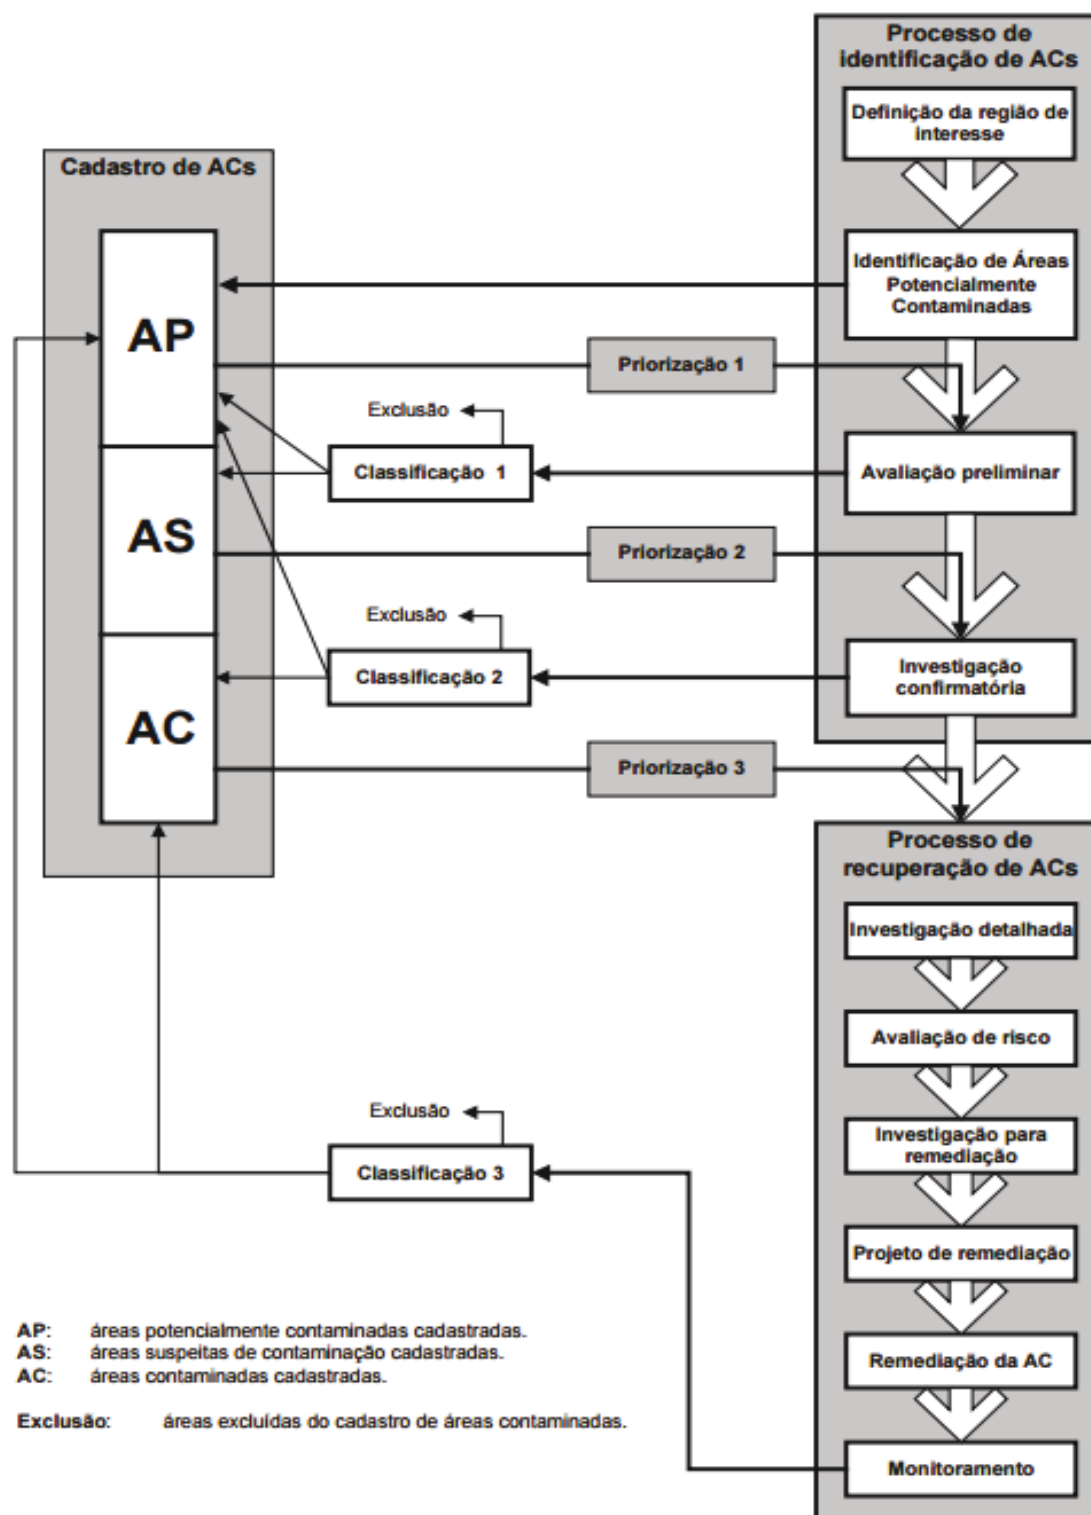 Processo de
identificação de ACs
Definição da região de
interesse
Cadastro de ACs
Identificação de Áreas
Potencialmente
Contaminadas
AP
Priorização 1
Exclusão
Classificação 1
Avaliação preliminar
AS
Priorização 2
Exclusão
Classificação 2
Investigação
confirmatória
AC
Priorização 3
Processo de
recuperação de ACs
Investigação detalhada
Avaliação de risco
Exclusão
Classificação 3
Investigação para
remediação
Projeto de remediação
Remediação da AC
Monitoramento
AP: áreas potencialmente contaminadas cadastradas.
AS: áreas suspeitas de contaminação cadastradas.
AC: áreas contaminadas cadastradas.
Exclusão: áreas excluídas do cadastro de áreas contaminadas.